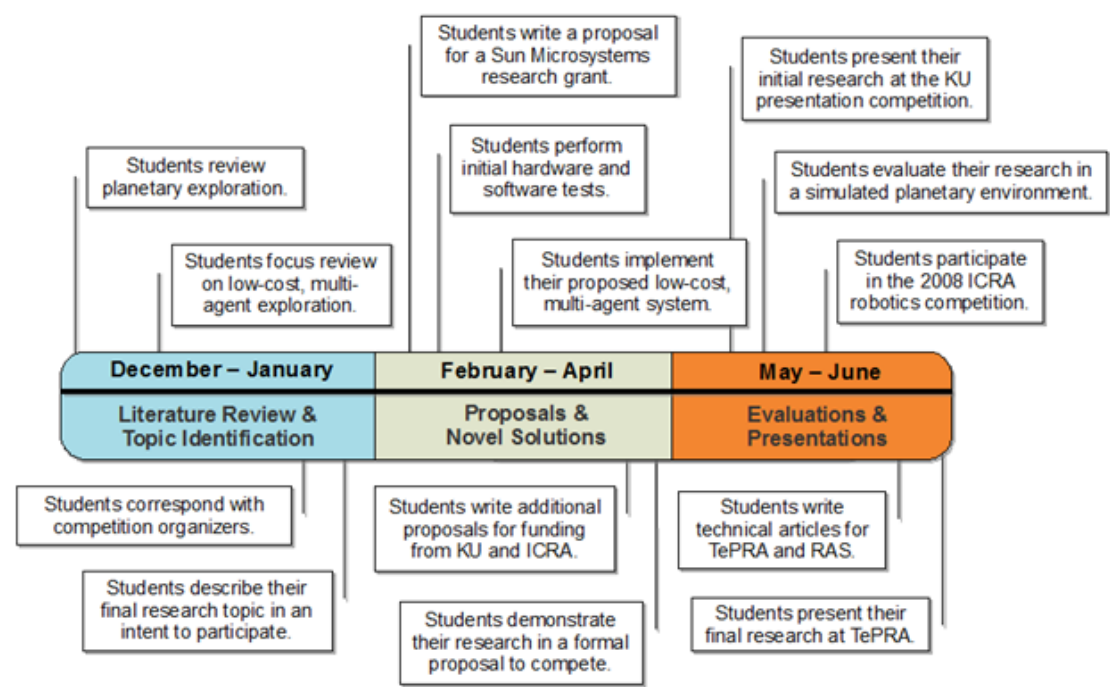 Students write a proposal
for a Sun Microsystems
research grant.
Students present their
initial research at the KU
presentation competition.
Students review
planetary exploration.
Students perform
initial hardware and
software tests.
Students evaluate their research in
a simulated planetary environment.
Students focus review
on low-cost, multi-
agent exploration.
Students implement
their proposed low-cost,
multi-agent system.
Students participate
in the 2008 ICRA
robotics competition.
December – January
February – April
May – June
Literature Review &
Topic Identification
Proposals &
Novel Solutions
Evaluations &
Presentations
Students correspond with
competition organizers.
Students write additional
proposals for funding
from KU and ICRA.
Students write
technical articles for
TePRA and RAS.
Students describe their
final research topic in an
intent to participate.
Students demonstrate
their research in a formal
proposal to compete.
Students present their
final research at TePRA.